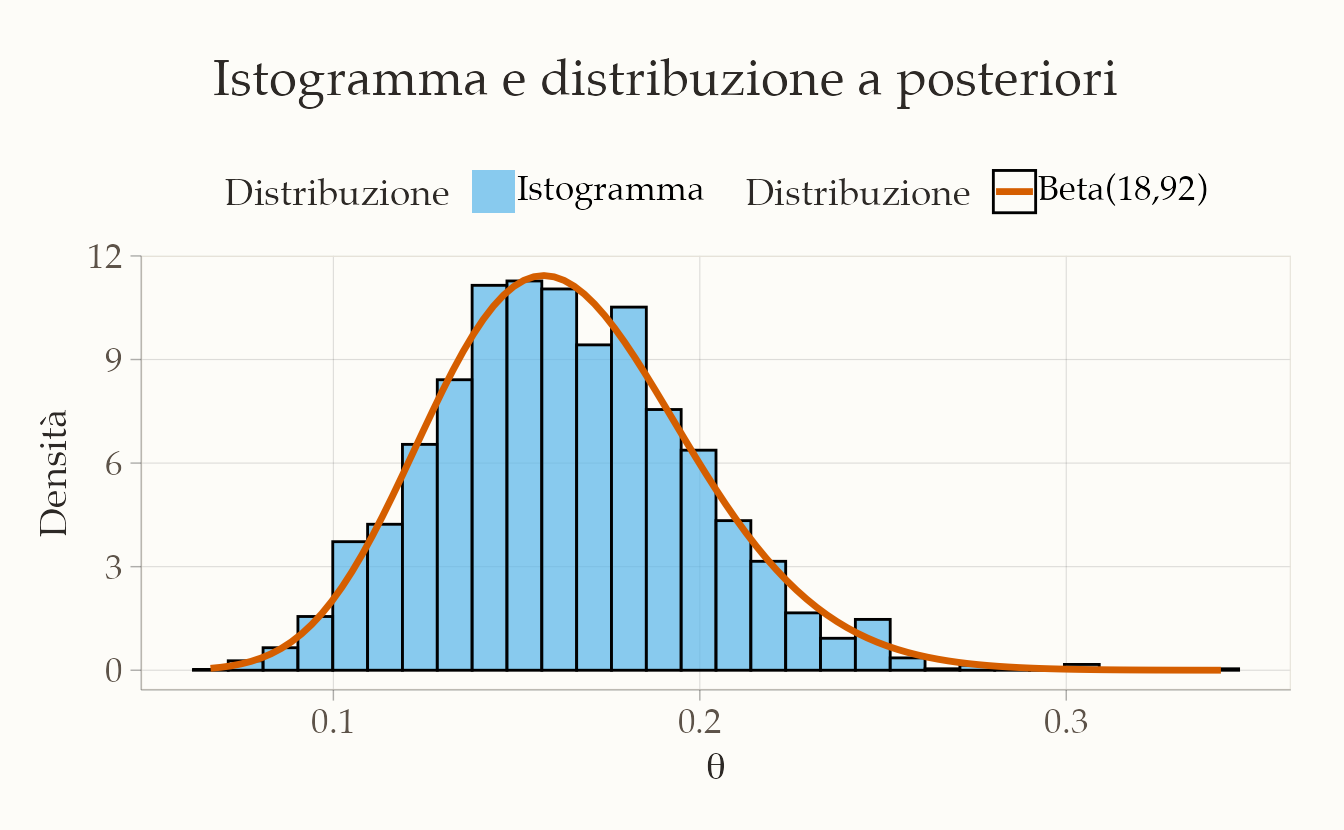 Istogramma e distribuzione a posteriori
Distribuzione Istogramma Distribuzione Beta(18,92)
12
9
6
3
0
Densità
0.1 0.2 0.3
θ